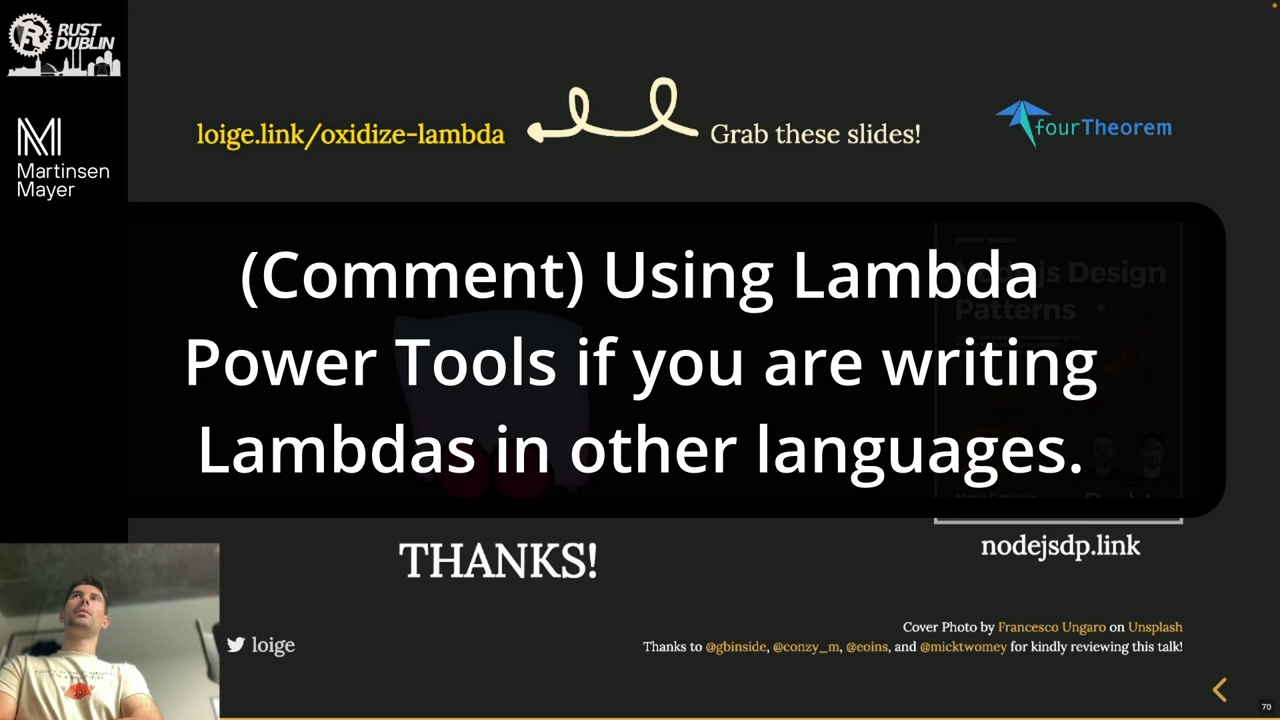 RUST
DUBLIN
Martinsen
Mayer
loige.link/oxidize-lambda
Grab these slides!
fourTheorem
(Comment) Using Lambda
Power Tools if you are writing
Lambdas in other languages.
Design
Patterns
THANKS!
nodejsdp.link
loige
Cover Photo by Francesco Ungaro on Unsplash
Thanks to @gbinside, @conzy_m, @eoins, and @micktwomey for kindly reviewing this talk!
70